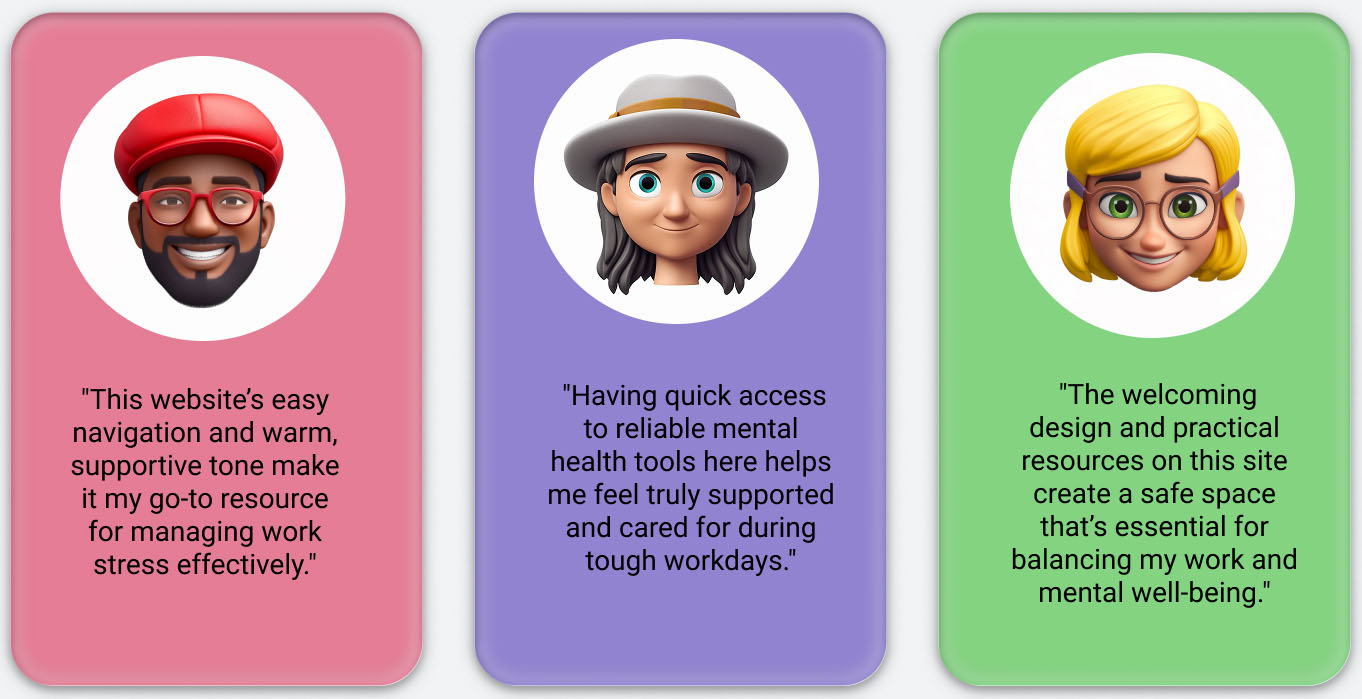 "This website’s easy
navigation and warm,
supportive tone make
it my go-to resource
for managing work
stress effectively."
"Having quick access
to reliable mental
health tools here helps
me feel truly supported
and cared for during
tough workdays."
"The welcoming
design and practical
resources on this site
create a safe space
that’s essential for
balancing my work and
mental well-being."